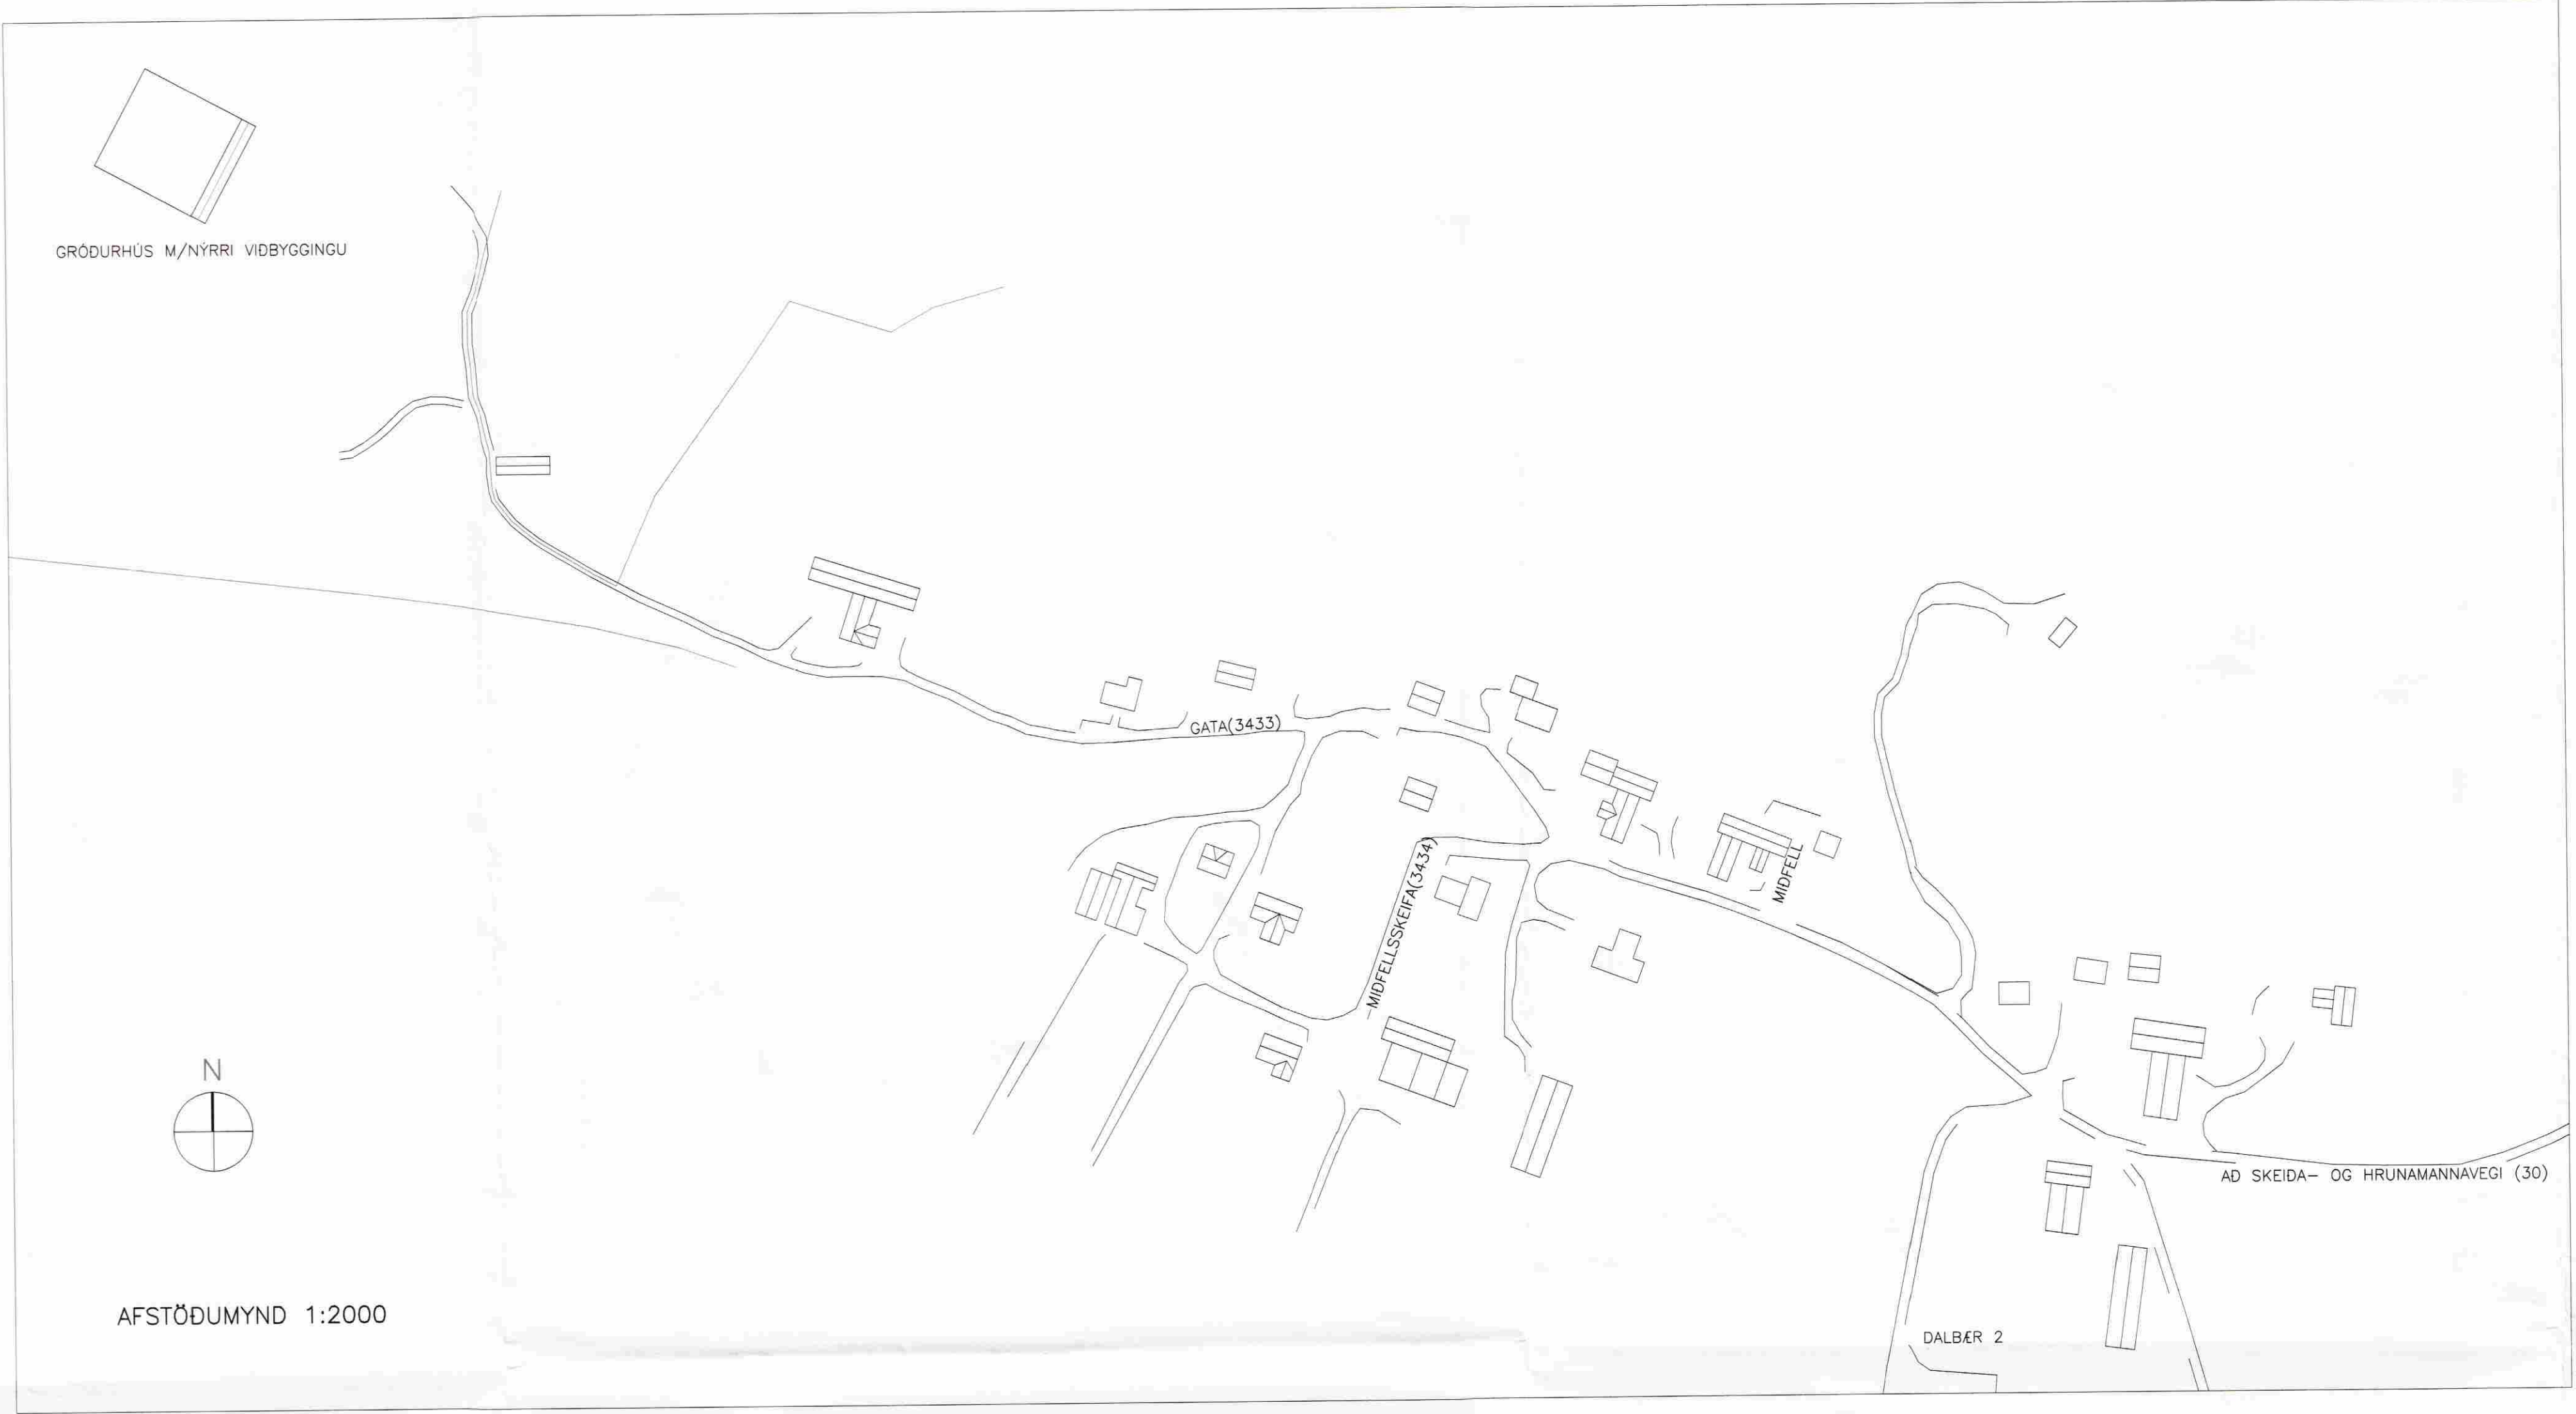 GRÓÐURHÚS M/NÝRRI VIÐBYGGINGU
GATA(3433)
MIÐFELL
MIÐFELLSSKEIFA(3434)
N
AÐ SKEIÐA- OG HRUNAMANNAVEGI (30)
AFSTÖÐUMYND 1:2000
DALBÆR 2